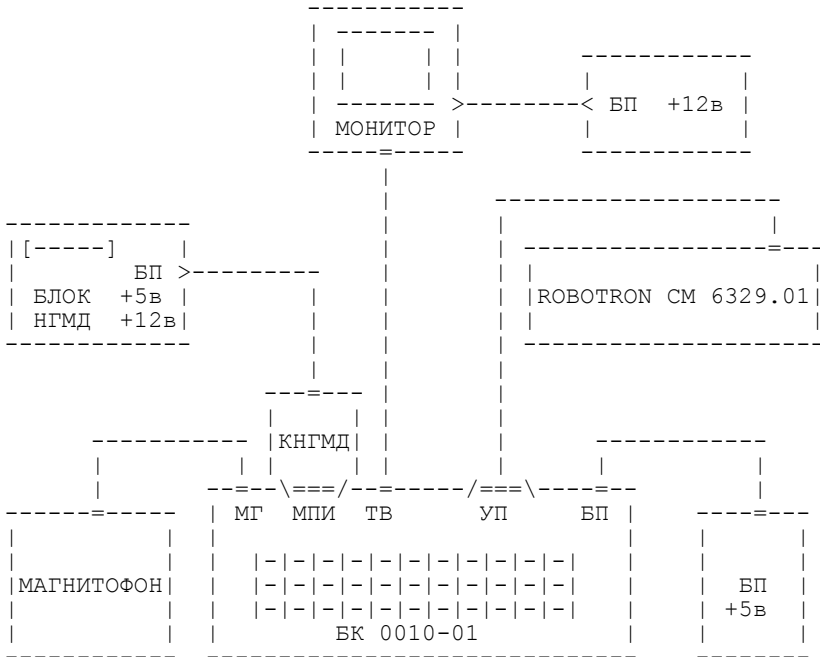 БП +12в
МОНИТОР
БП
БЛОК +5в
НГМД +12в
ROBOTRON СМ 6329.01
КНГМД
МГ МПИ ТВ УП БП
МАГНИТОФОН
БП
+5в
БК 0010-01